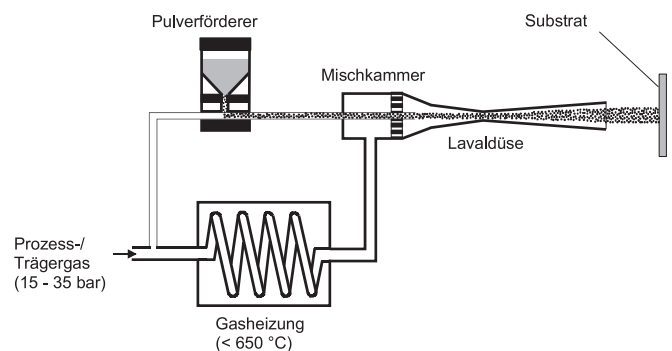 Pulverförderer
Substrat
Mischkammer
Lavaldüse
Prozess-/
Trägergas
(15 - 35 bar)
Gasheizung
(< 650 °C)